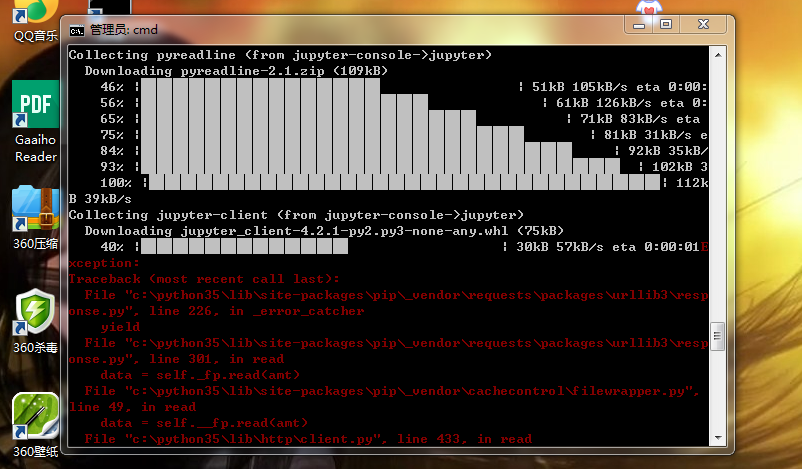 QQ音乐
PDF
Gaaiho
Reader
360压缩
360杀毒
360壁纸
管理员: cmd
Collecting pyreadline (from jupyter-console->jupyter)
Downloading pyreadline-2.1.zip (109kB)
46% | | 51kB 105kB/s eta 0:00:
56% | | 61kB 126kB/s eta 0:
65% | | 71kB 83kB/s eta
75% | | 81kB 31kB/s e
84% | | 92kB 35kB/
93% | | 102kB 3
100% | | 112k
B 39kB/s
Collecting jupyter-client (from jupyter-console->jupyter)
Downloading jupyter_client-4.2.1-py2.py3-none-any.whl (75kB)
40% | | 30kB 57kB/s eta 0:00:01E
xception:
Traceback (most recent call last):
File "c:\python35\lib\site-packages\pip\_vendor\requests\packages\urllib3\resp
onse.py", line 226, in _error_catcher
yield
File "c:\python35\lib\site-packages\pip\_vendor\requests\packages\urllib3\resp
onse.py", line 301, in read
data = self._fp.read(amt)
File "c:\python35\lib\site-packages\pip\_vendor\cachecontrol\filewrapper.py",
line 49, in read
data = self.__fp.read(amt)
File "c:\python35\lib\http\client.py", line 433, in read